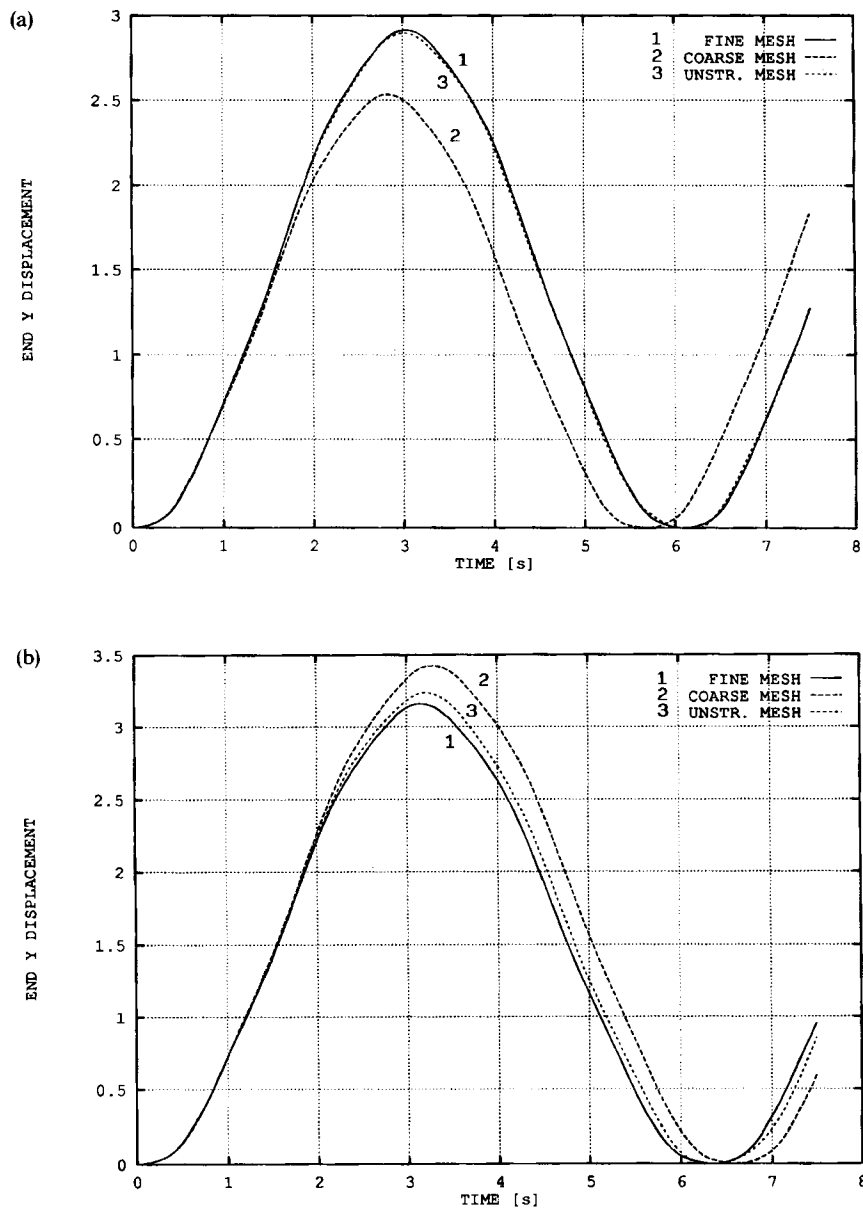 (a)
3
2.5
2
1.5
1
0.5
0
END Y DISPLACEMENT
1 FINE MESH
2 COARSE MESH
3 UNSTR. MESH
1
3
2
0 1 2 3 4 5 6 7 8
TIME [s]
(b)
3.5
3
2.5
2
1.5
1
0.5
0
END Y DISPLACEMENT
1 FINE MESH
2 COARSE MESH
3 UNSTR. MESH
2
3
1
0 1 2 3 4 5 6 7 8
TIME [s]